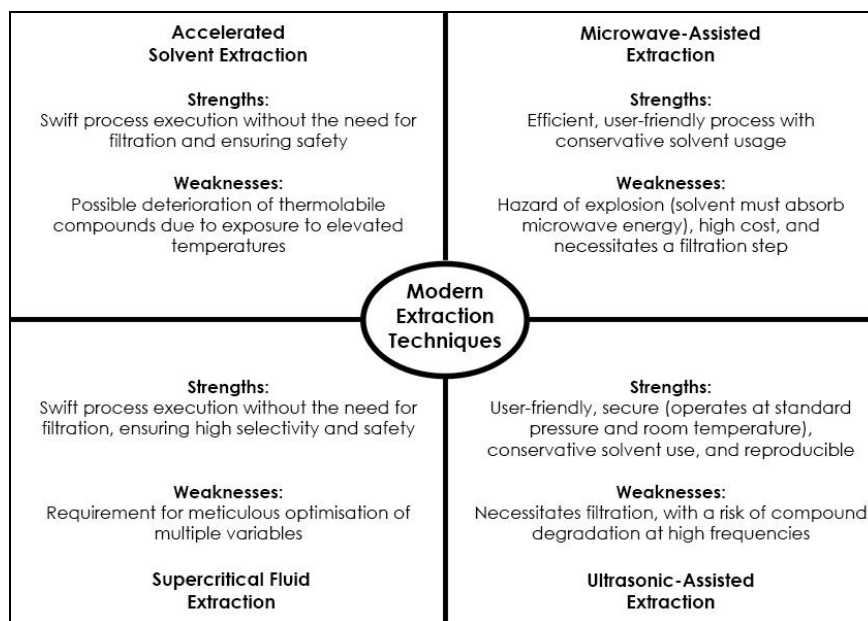 Accelerated
Solvent Extraction
Strengths:
Swift process execution without the need for
filtration and ensuring safety
Weaknesses:
Possible deterioration of thermolabile
compounds due to exposure to elevated
temperatures
Microwave-Assisted
Extraction
Strengths:
Efficient, user-friendly process with
conservative solvent usage
Weaknesses:
Hazard of explosion (solvent must absorb
microwave energy), high cost, and
necessitates a filtration step
Modern
Extraction
Techniques
Strengths:
Swift process execution without the need for
filtration, ensuring high selectivity and safety
Weaknesses:
Requirement for meticulous optimisation of
multiple variables
Supercritical Fluid
Extraction
Strengths:
User-friendly, secure (operates at standard
pressure and room temperature),
conservative solvent use, and reproducible
Weaknesses:
Necessitates filtration, with a risk of compound
degradation at high frequencies
Ultrasonic-Assisted
Extraction